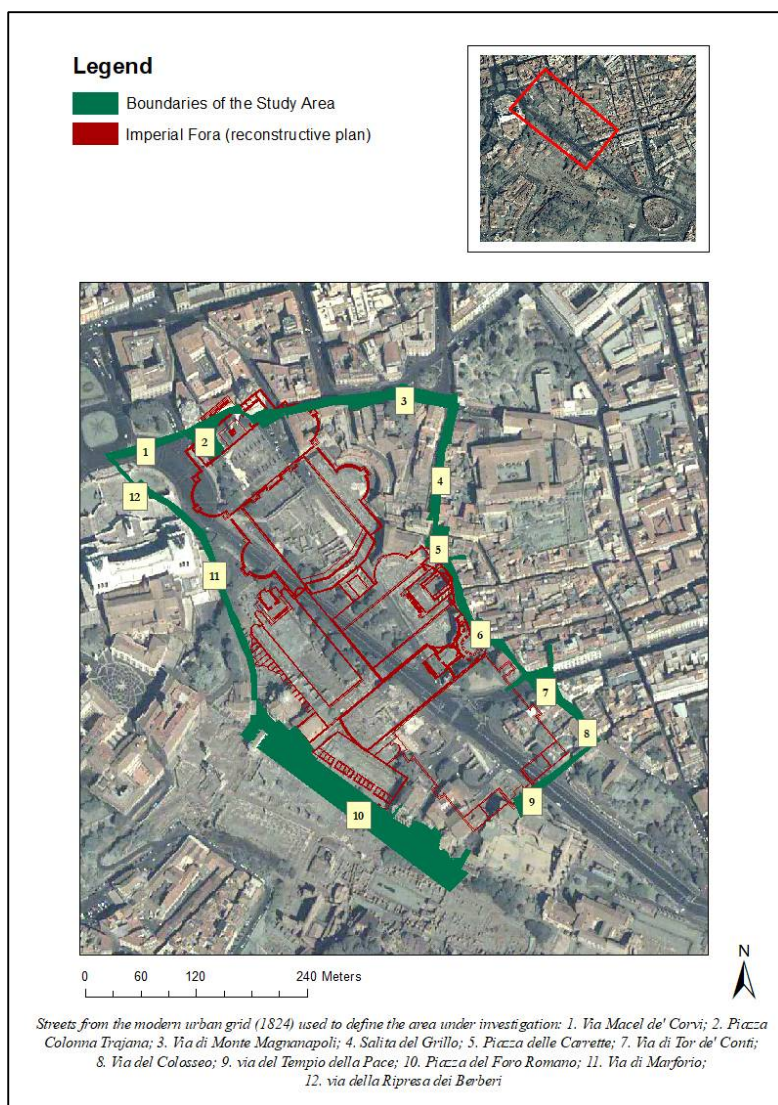 Legend
Boundaries of the Study Area
Imperial Fora (reconstructive plan)
3
1
2
4
12
5
11
6
7
8
9
10
N
0 60 120 240 Meters
Streets from the modern urban grid (1824) used to define the area under investigation: 1. Via Macel de' Corvi; 2. Piazza
Colonna Trajana; 3. Via di Monte Magnanapoli; 4. Salita del Grillo; 5. Piazza delle Carrette; 7. Via di Tor de' Conti;
8. Via del Colosseo; 9. via del Tempio della Pace; 10. Piazza del Foro Romano; 11. Via di Marforio;
12. via della Ripresa dei Berberi